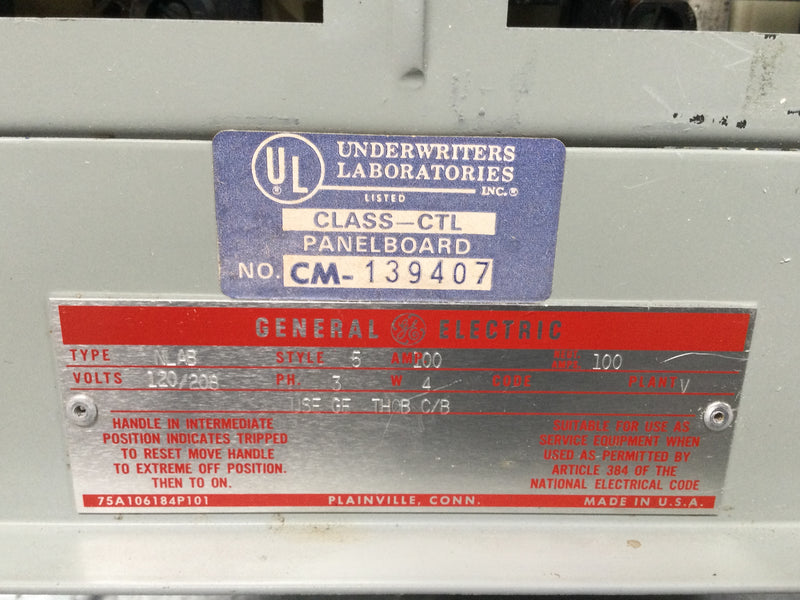 UL
®
UNDERWRITERS
LABORATORIES
INC.®
LISTED
CLASS-CTL
PANELBOARD
NO. CM-139407
GENERAL GE ELECTRIC
TYPE NLAB STYLE 5 AMP 100 100
VOLTS 120/208 PH. 3 W 4 CODE PLANT V
USE GE THQB C/B
HANDLE IN INTERMEDIATE
POSITION INDICATES TRIPPED
TO RESET MOVE HANDLE
TO EXTREME OFF POSITION.
THEN TO ON.
SUITABLE FOR USE AS
SERVICE EQUIPMENT WHEN
USED AS PERMITTED BY
ARTICLE 384 OF THE
NATIONAL ELECTRICAL CODE
75A106184P101 PLAINVILLE, CONN. MADE IN U.S.A.